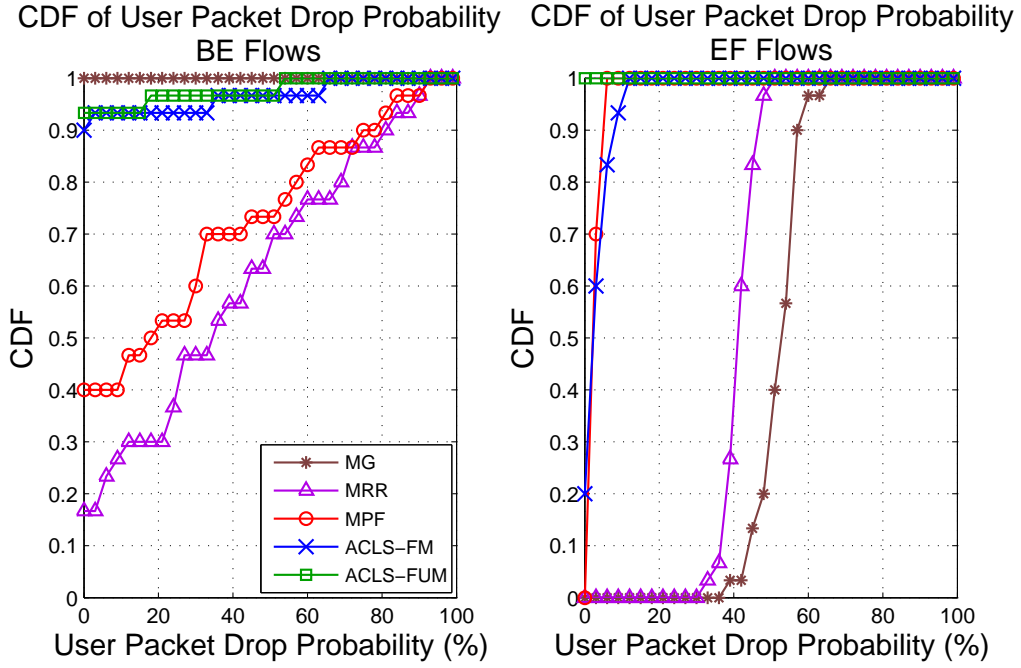 CDF of User Packet Drop Probability
BE Flows
CDF
1
0.9
0.8
0.7
0.6
0.5
0.4
0.3
0.2
0.1
0
0 20 40 60 80 100
User Packet Drop Probability (%)
MG
MRR
MPF
ACLS-FM
ACLS-FUM
CDF of User Packet Drop Probability
EF Flows
CDF
1
0.9
0.8
0.7
0.6
0.5
0.4
0.3
0.2
0.1
0
0 20 40 60 80 100
User Packet Drop Probability (%)